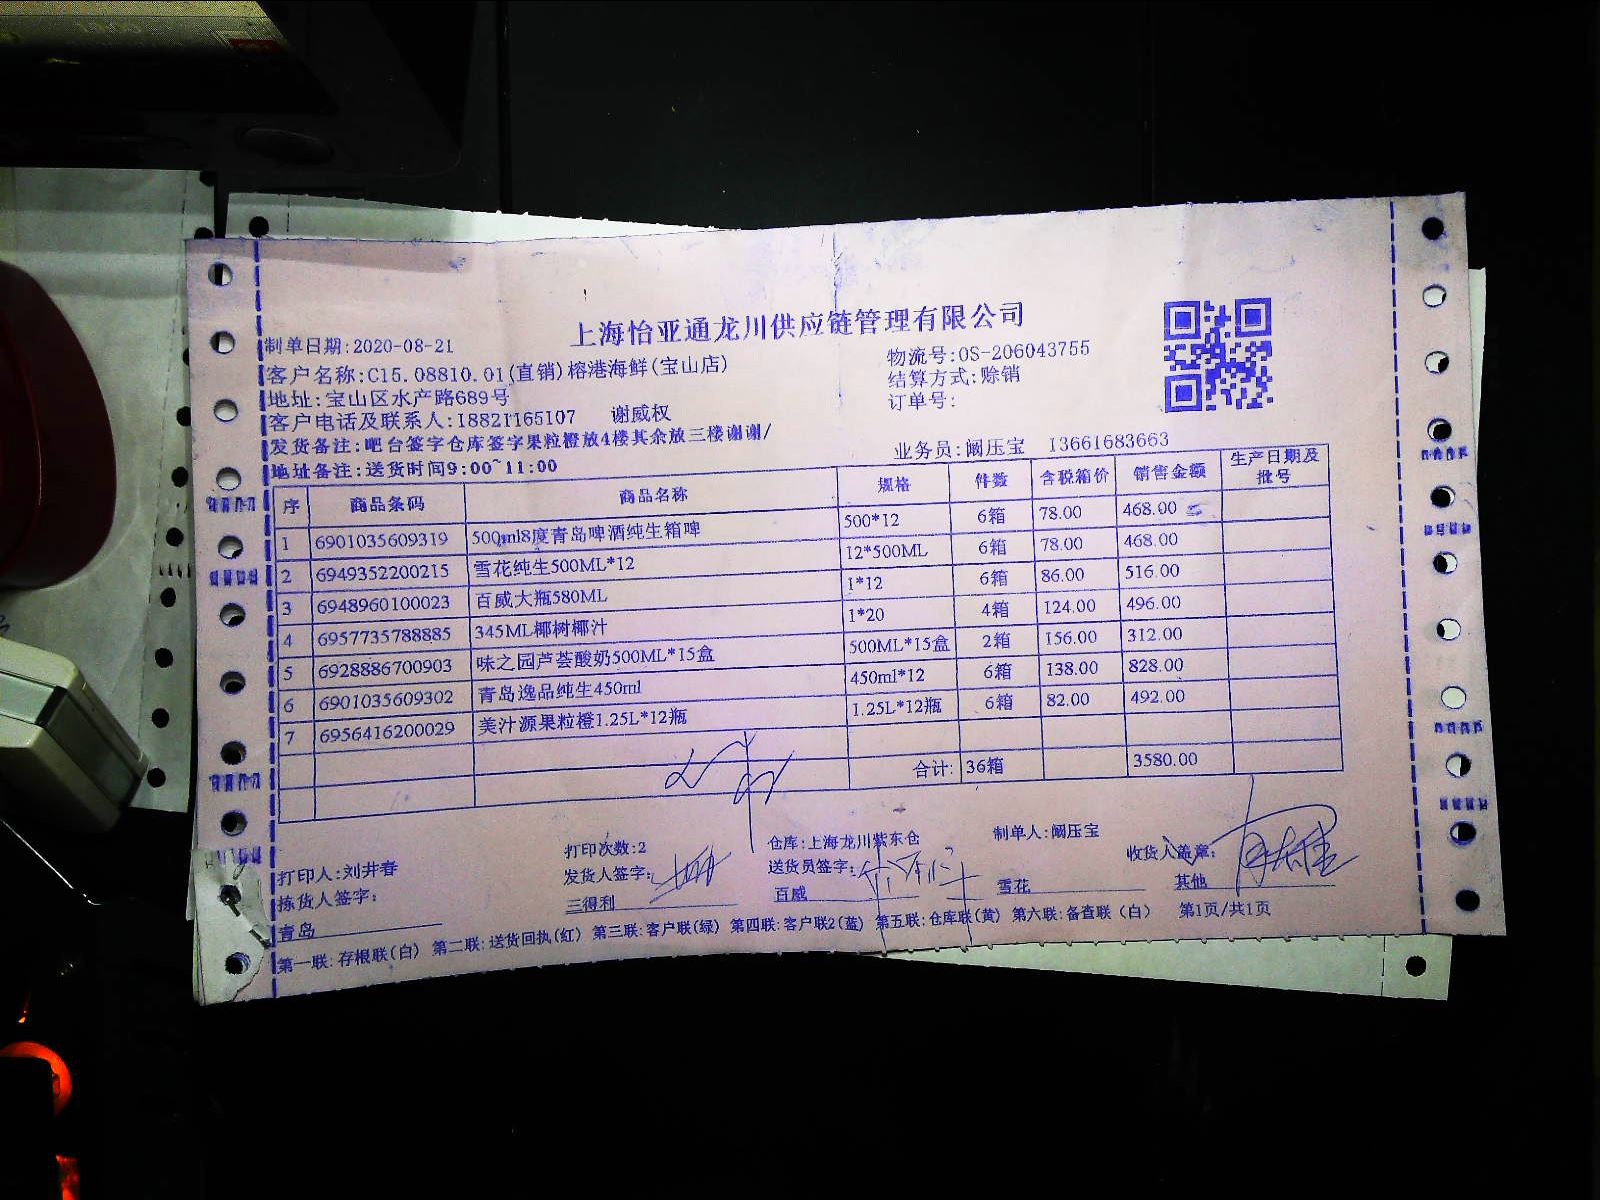 上海怡亚通龙川供应链管理有限公司
制单日期:2020-08-21
物流号:OS-206043755
客户名称:C15.08810.01(直销)榕港海鲜(宝山店)
结算方式:赊销
地址:宝山区水产路689号
订单号:
客户电话及联系人:18821165107 谢威权
发货备注:吧台签字仓库签字果粒橙放4楼其余放三楼谢谢/
业务员:阚压宝 13661683663
地址备注:送货时间9:00~11:00
序 商品条码 商品名称 规格 件数 含税箱价 销售金额 生产日期及批号
1 6901035609319 500ml8度青岛啤酒纯生箱啤 500*12 6箱 78.00 468.00
2 6949352200215 雪花纯生500ML*12 12*500ML 6箱 78.00 468.00
3 6948960100023 百威大瓶580ML 1*12 6箱 86.00 516.00
4 6957735788885 345ML椰树椰汁 1*20 4箱 124.00 496.00
5 6928886700903 味之园芦荟酸奶500ML*15盒 500ML*15盒 2箱 156.00 312.00
6 6901035609302 青岛逸品纯生450ml 450ml*12 6箱 138.00 828.00
7 6956416200029 美汁源果粒橙1.25L*12瓶 1.25L*12瓶 6箱 82.00 492.00
合计: 36箱 3580.00
打印人:刘井春 打印次数:2 仓库:上海龙川紫东仓 制单人:阚压宝
拣货人签字: 发货人签字: 送货员签字: 收货人盖章:
青岛 三得利 百威 雪花 其他
第一联:存根联(白) 第二联:送货回执(红) 第三联:客户联(绿) 第四联:客户联2(蓝) 第五联:仓库联(黄) 第六联:备查联(白) 第1页/共1页